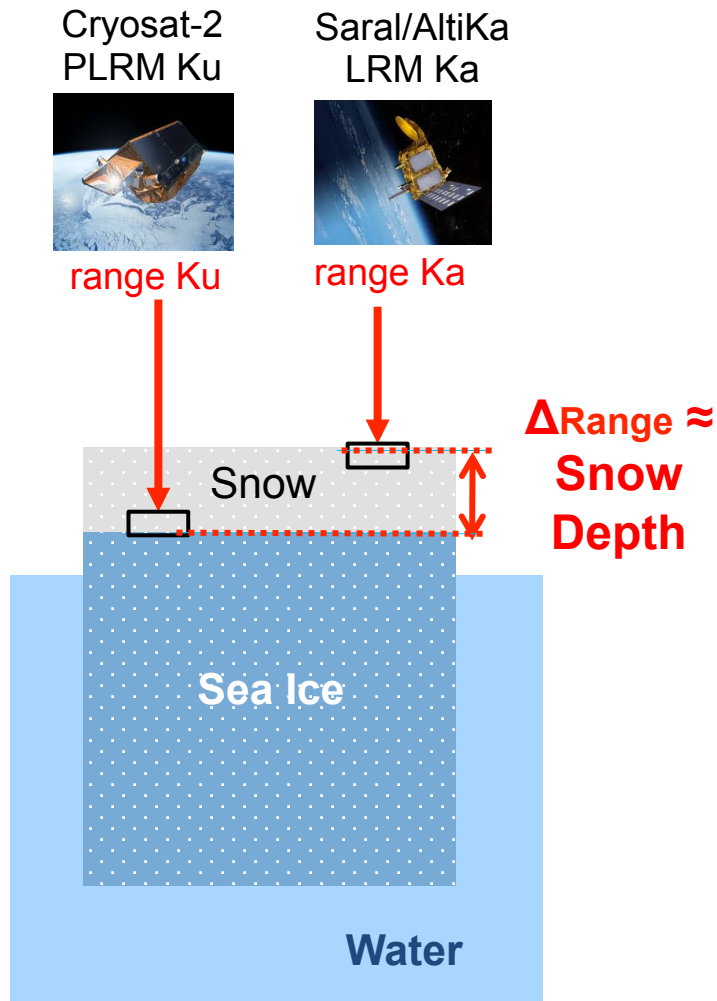 Cryosat-2
PLRM Ku
Saral/AltiKa
LRM Ka
range Ku
range Ka
ΔRange ≈
Snow
Depth
Snow
Sea Ice
Water